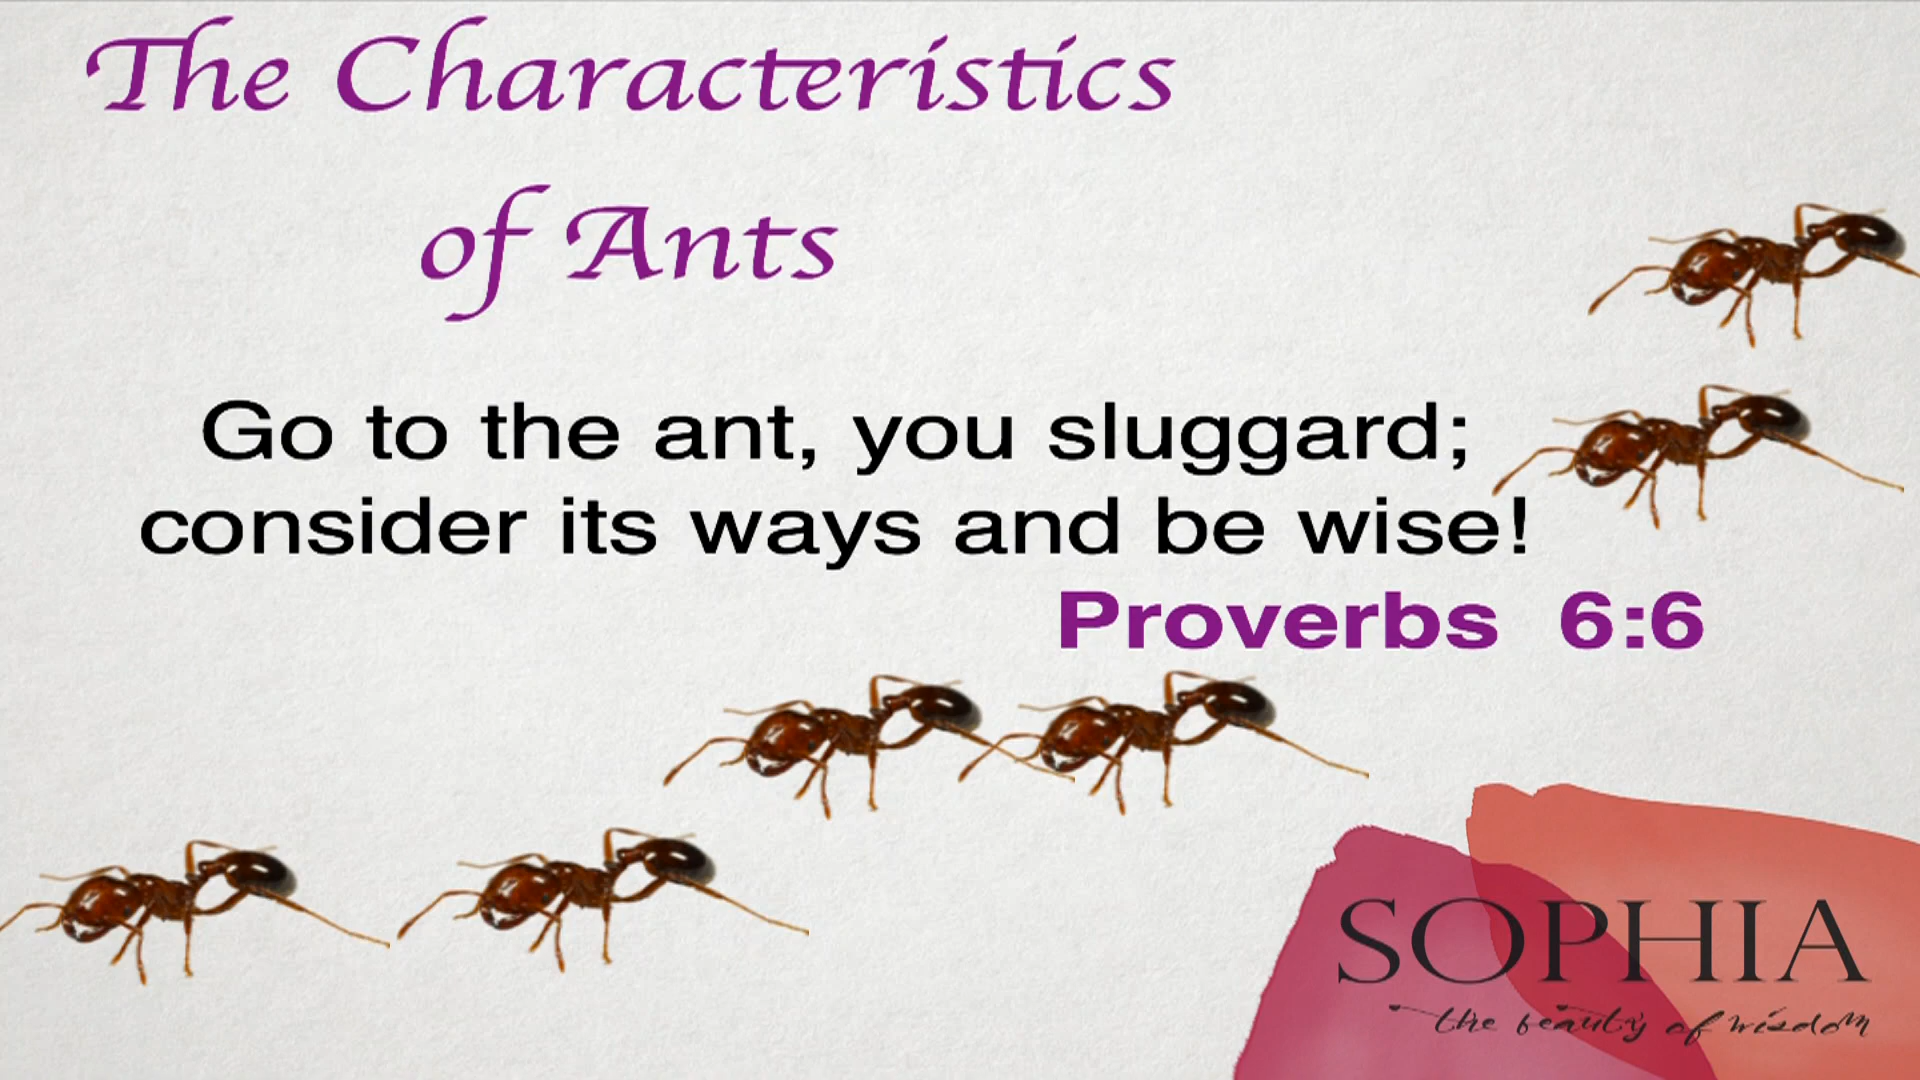 The Characteristics
of Ants
Go to the ant, you sluggard;
consider its ways and be wise!
Proverbs 6:6
SOPHIA
the beauty of wisdom